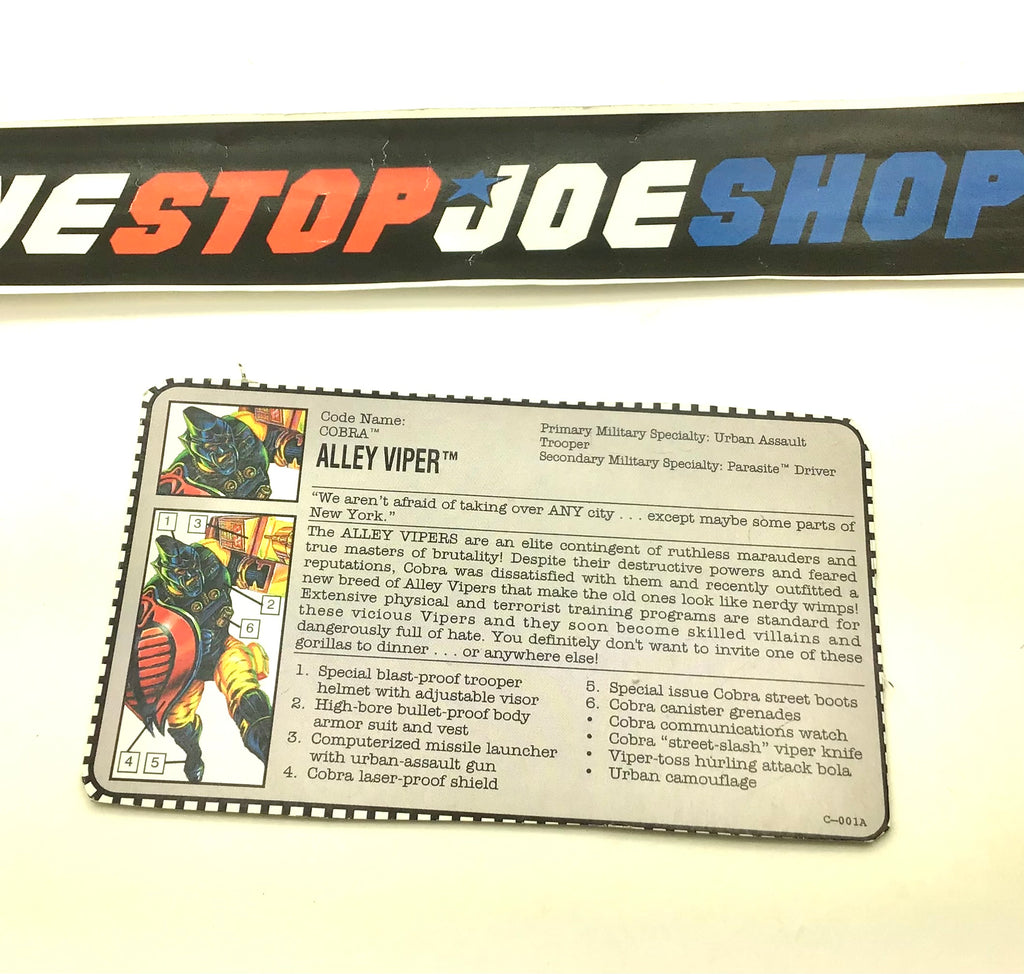 NE STOP JOE SHOP
Code Name:
COBRA™
ALLEY VIPER™
Primary Military Specialty: Urban Assault
Trooper
Secondary Military Specialty: Parasite™ Driver
"We aren't afraid of taking over ANY city . . . except maybe some parts of
New York."
The ALLEY VIPERS are an elite contingent of ruthless marauders and
true masters of brutality! Despite their destructive powers and feared
reputations, Cobra was dissatisfied with them and recently outfitted a
new breed of Alley Vipers that make the old ones look like nerdy wimps!
Extensive physical and terrorist training programs are standard for
these vicious Vipers and they soon become skilled villains and
dangerously full of hate. You definitely don't want to invite one of these
gorillas to dinner . . . or anywhere else!
1 3
2
6
4 5
1. Special blast-proof trooper
helmet with adjustable visor
2. High-bore bullet-proof body
armor suit and vest
3. Computerized missile launcher
with urban-assault gun
4. Cobra laser-proof shield
5. Special issue Cobra street boots
6. Cobra canister grenades
• Cobra communications watch
• Cobra "street-slash" viper knife
• Viper-toss hurling attack bola
• Urban camouflage
C-001A